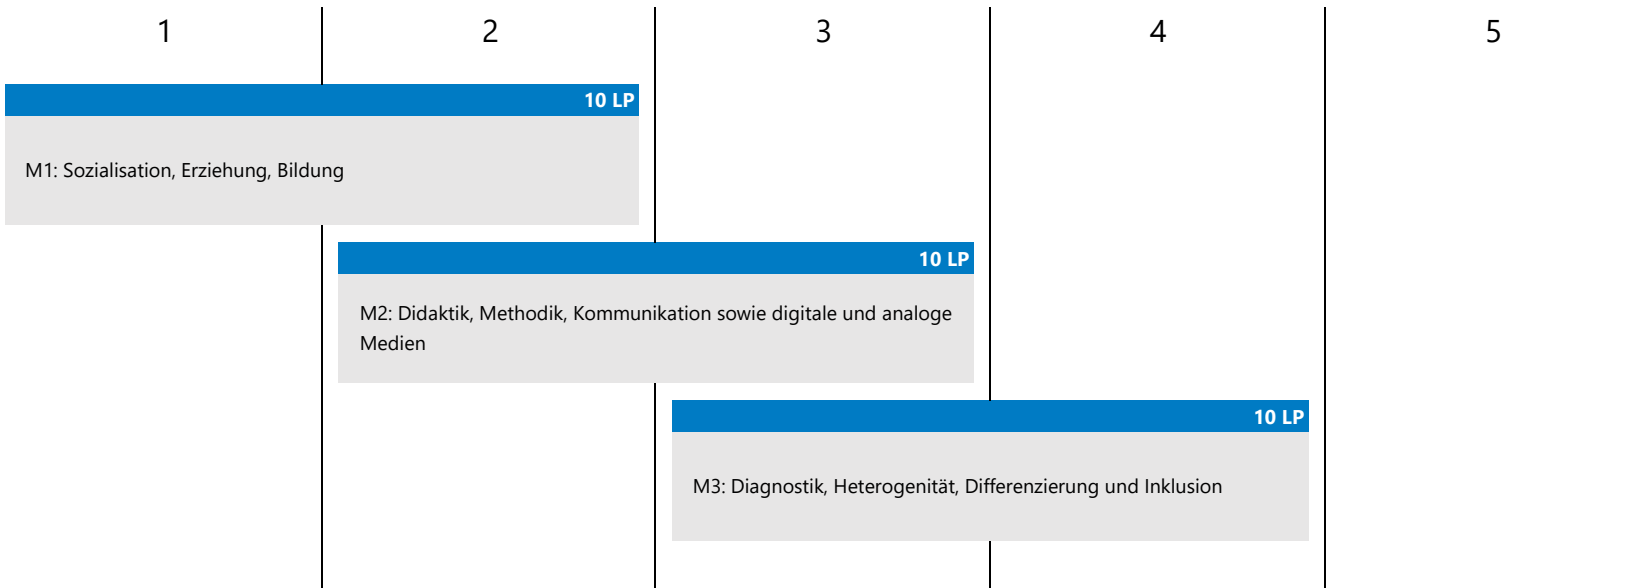 1 2 3 4 5
10 LP
M1: Sozialisation, Erziehung, Bildung
10 LP
M2: Didaktik, Methodik, Kommunikation sowie digitale und analoge
Medien
10 LP
M3: Diagnostik, Heterogenität, Differenzierung und Inklusion